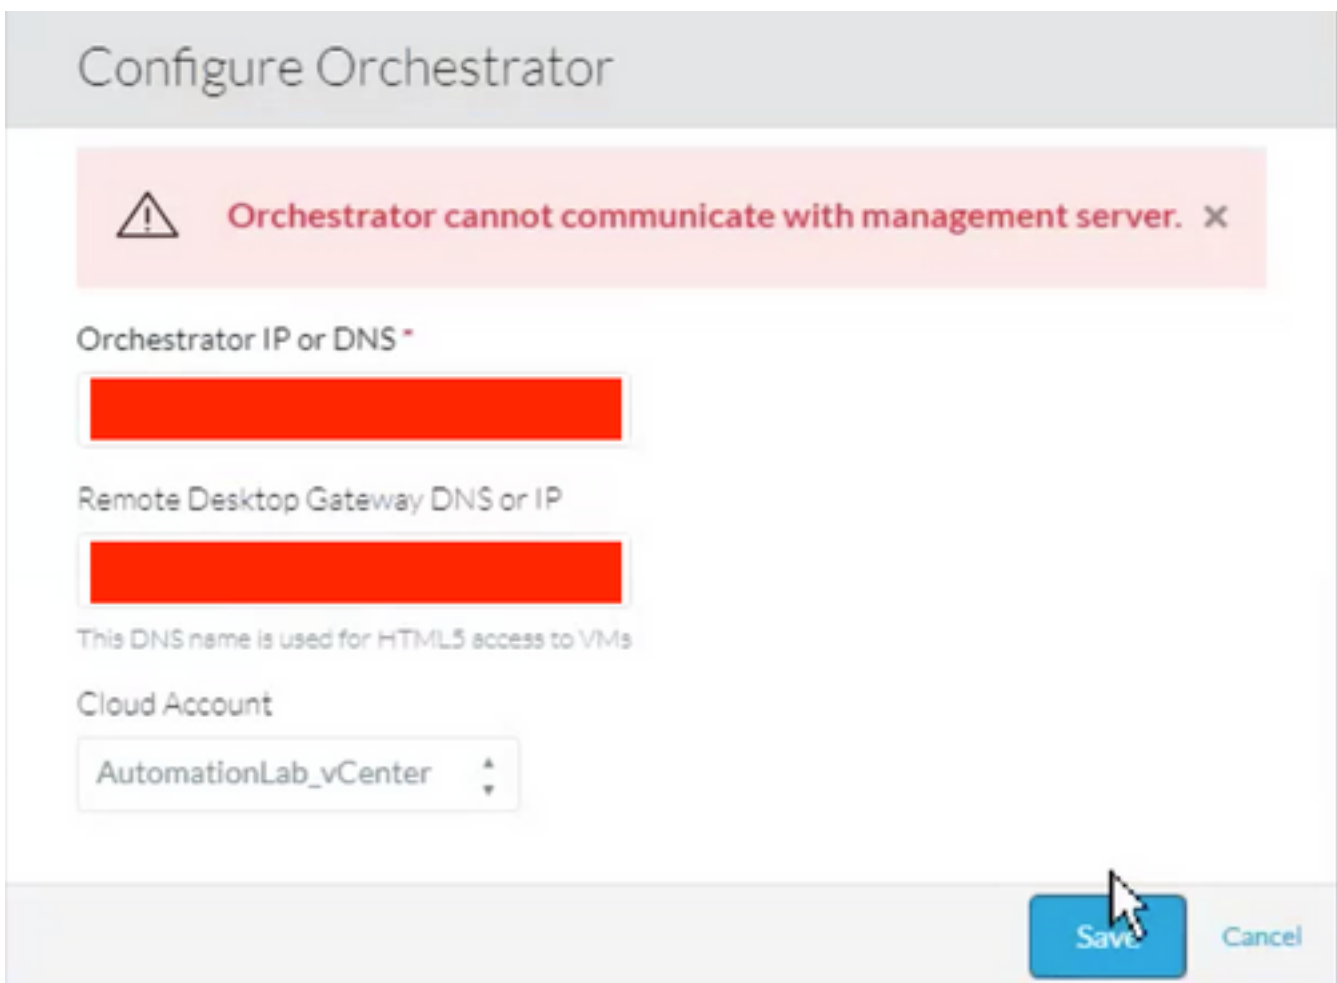 Configure Orchestrator
Orchestrator cannot communicate with management server. ×
Orchestrator IP or DNS *
Remote Desktop Gateway DNS or IP
This DNS name is used for HTML5 access to VMs
Cloud Account
AutomationLab_vCenter
Save Cancel